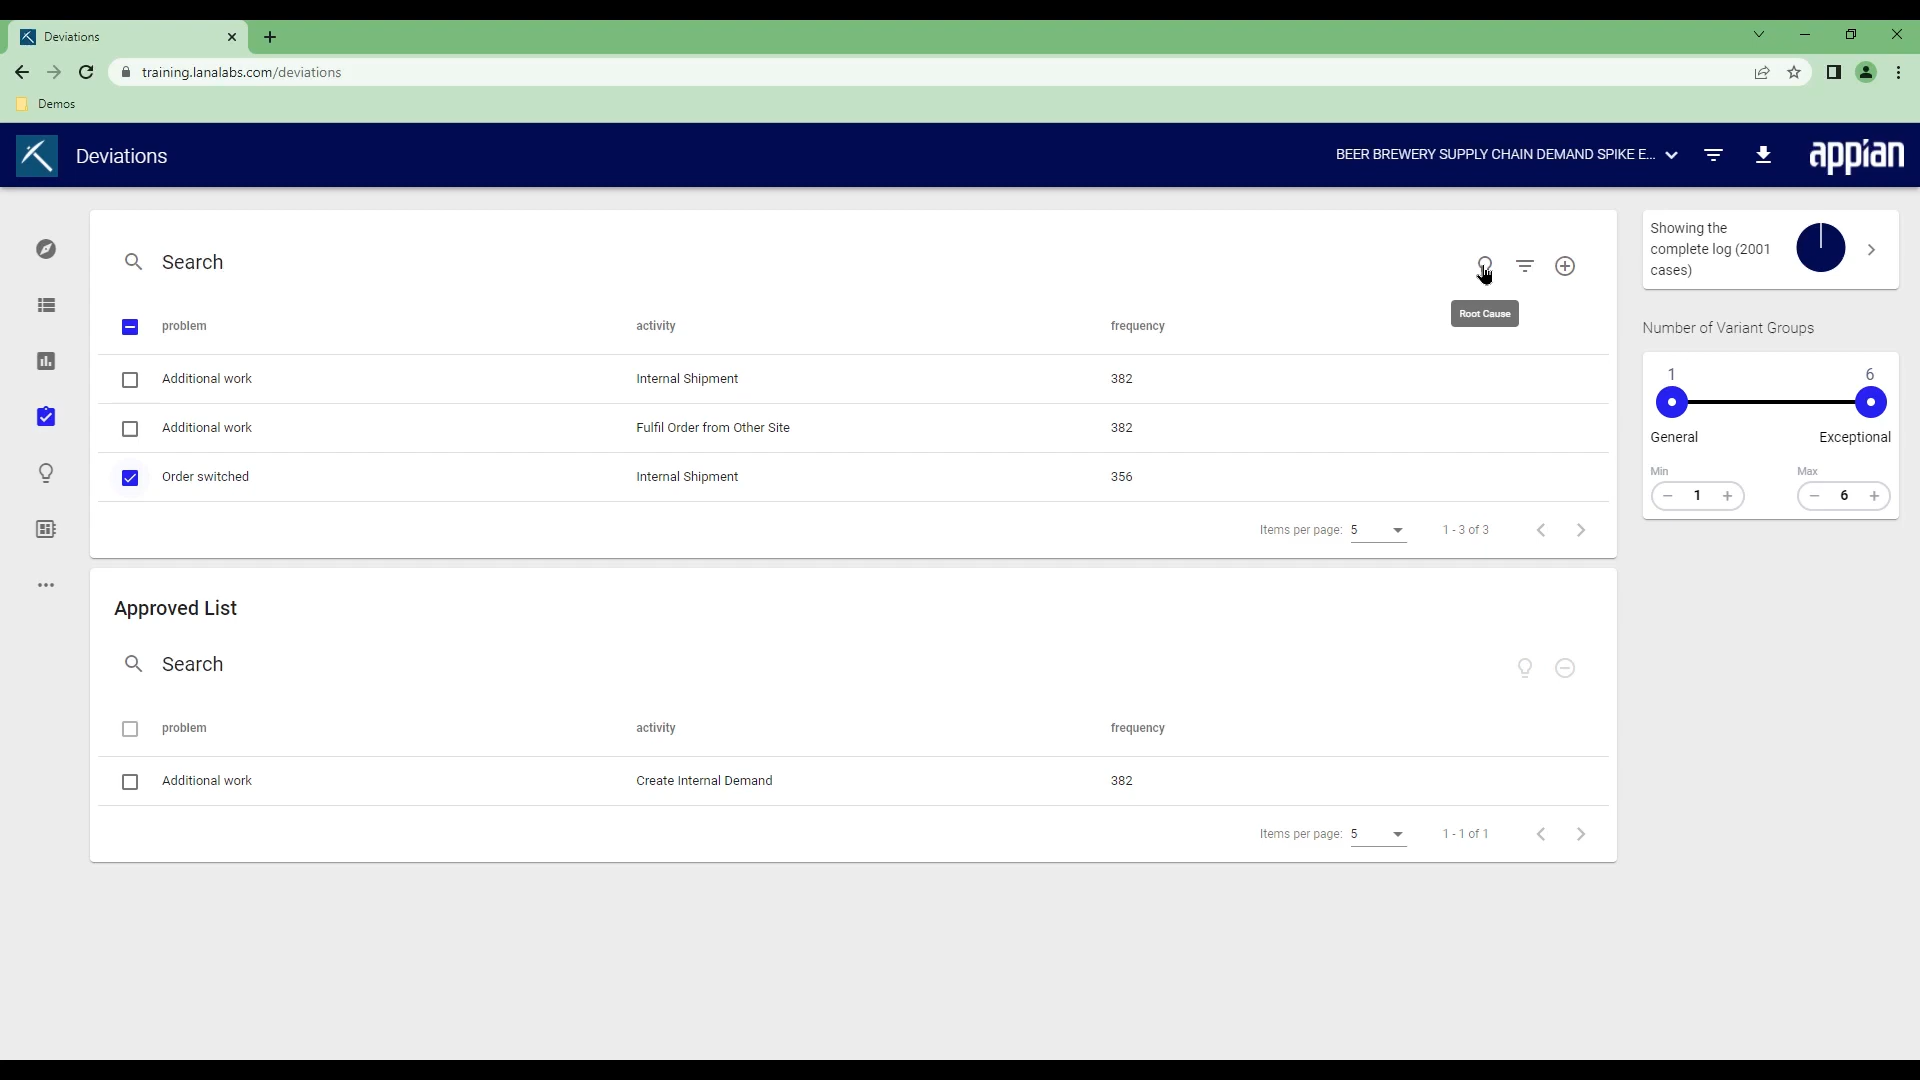 Deviations
training.lanalabs.com/deviations
Demos
Deviations
BEER BREWERY SUPPLY CHAIN DEMAND SPIKE E...
appian
Search
Root Cause
problem activity frequency
Additional work Internal Shipment 382
Additional work Fulfil Order from Other Site 382
Order switched Internal Shipment 356
Items per page: 5 1 - 3 of 3
Approved List
Search
problem activity frequency
Additional work Create Internal Demand 382
Items per page: 5 1 - 1 of 1
Showing the
complete log (2001
cases)
Number of Variant Groups
1 6
General Exceptional
Min Max
1 6